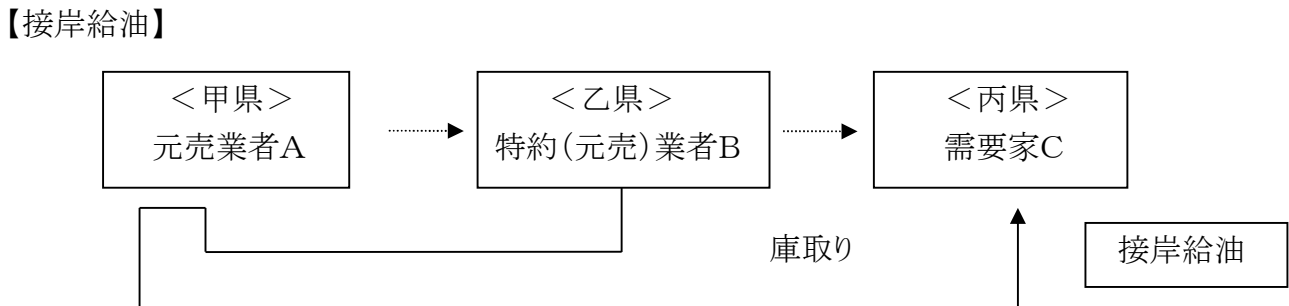 【接岸給油】
＜甲県＞
元売業者A
＜乙県＞
特約（元売）業者B
＜丙県＞
需要家C
庫取り
接岸給油